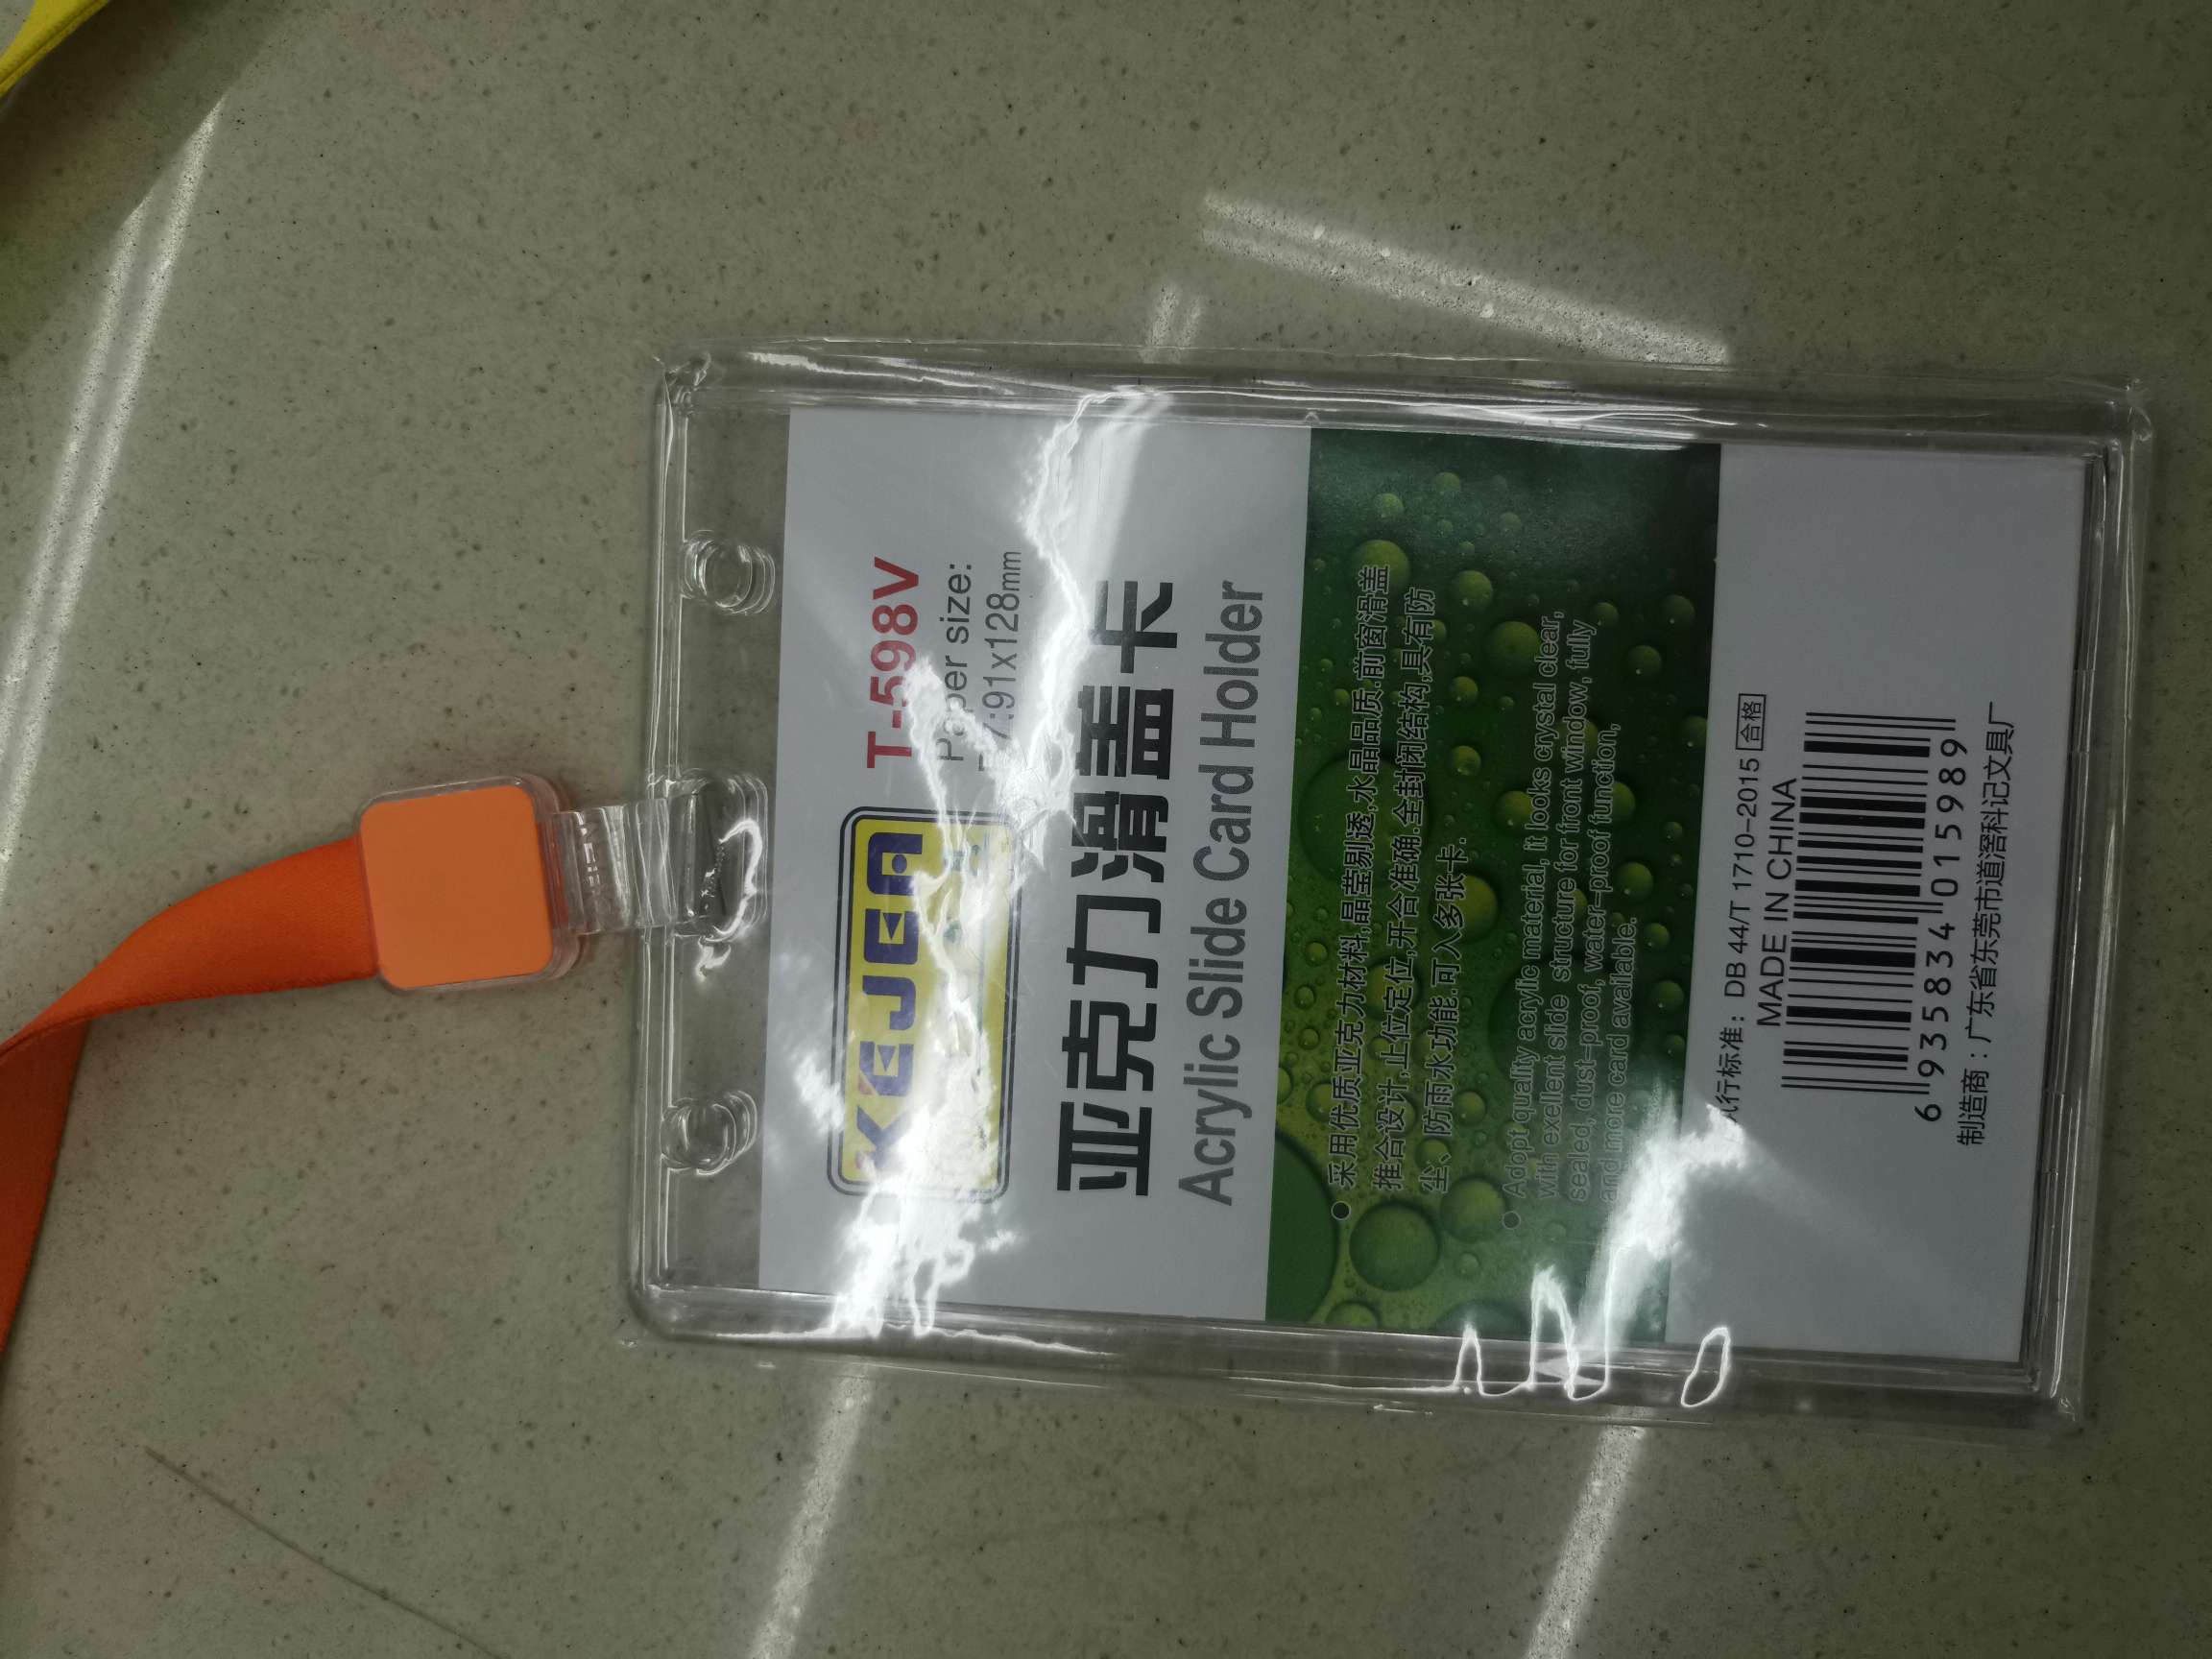 KEJEA
T-598V
Paper size:
:91x128mm
亚克力滑盖卡
Acrylic Slide Card Holder
● 采用优质亚克力材料,晶莹剔透,水晶品质.前窗滑盖
推合设计,止位定位,开合准确.全封闭结构,具有防
尘、防雨水功能.可入多张卡.
● Adopt quality acrylic material, it looks crystal clear,
with exellent slide structure for front window, fully
sealed, dust-proof, water-proof function,
and more card available.
执行标准：DB 44/T 1710-2015 合格
MADE IN CHINA
6 935834 015989
制造商：广东省东莞市道滘科记文具厂